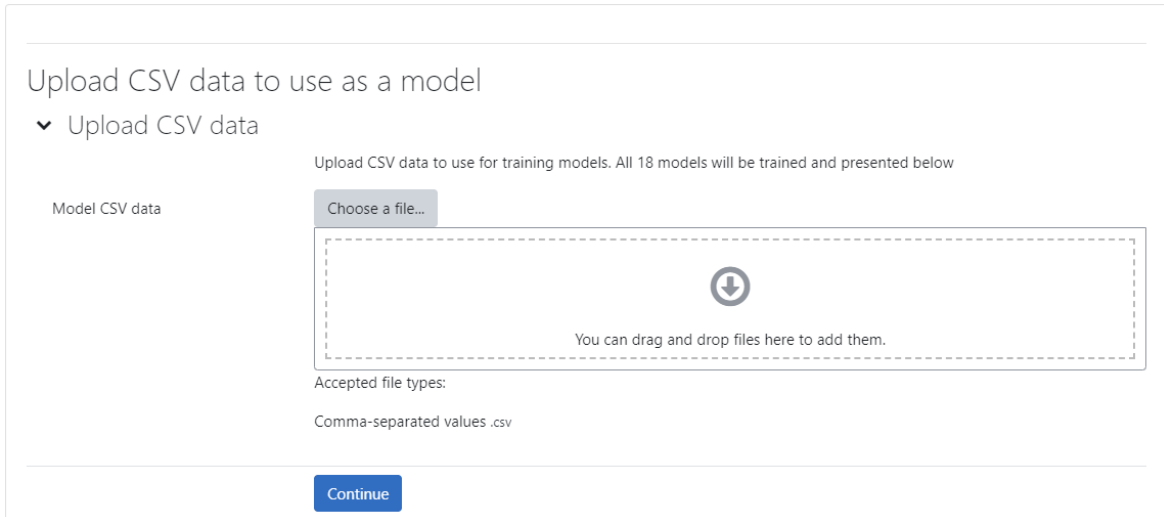 Upload CSV data to use as a model
Upload CSV data
Upload CSV data to use for training models. All 18 models will be trained and presented below
Model CSV data
Choose a file...
You can drag and drop files here to add them.
Accepted file types:
Comma-separated values .csv
Continue